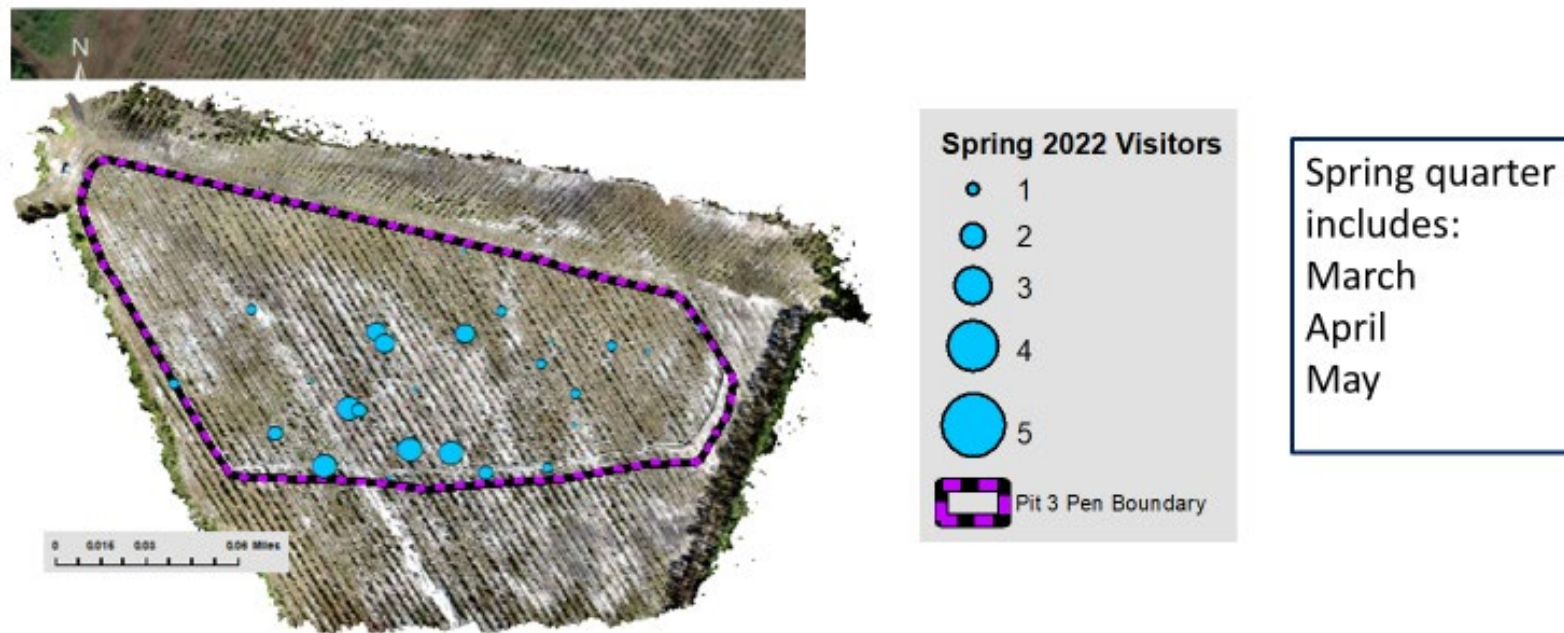 N
Spring 2022 Visitors
1
2
3
4
5
Pit 3 Pen Boundary
0 0.015 0.03 0.06 Miles
Spring quarter
includes:
March
April
May